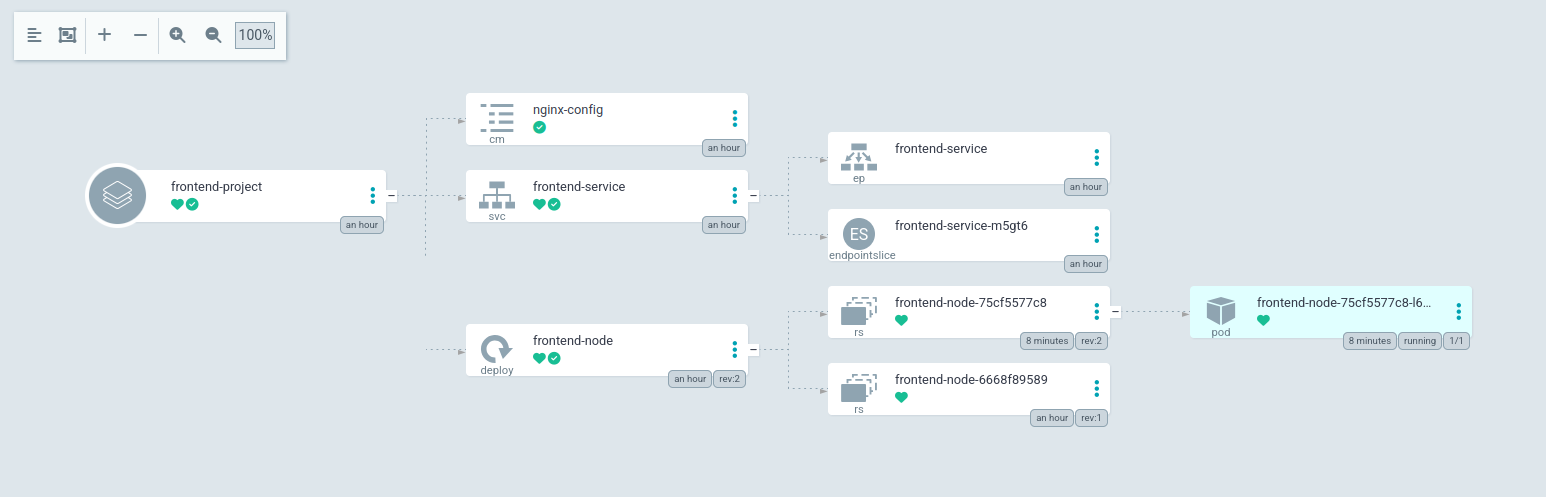 100%
frontend-project
an hour
nginx-config
cm
an hour
frontend-service
svc
an hour
frontend-node
deploy
an hour rev:2
frontend-service
ep
an hour
ES
frontend-service-m5gt6
endpointslice
an hour
frontend-node-75cf5577c8
rs
8 minutes rev:2
frontend-node-6668f89589
rs
an hour rev:1
frontend-node-75cf5577c8-l6...
pod
8 minutes running 1/1